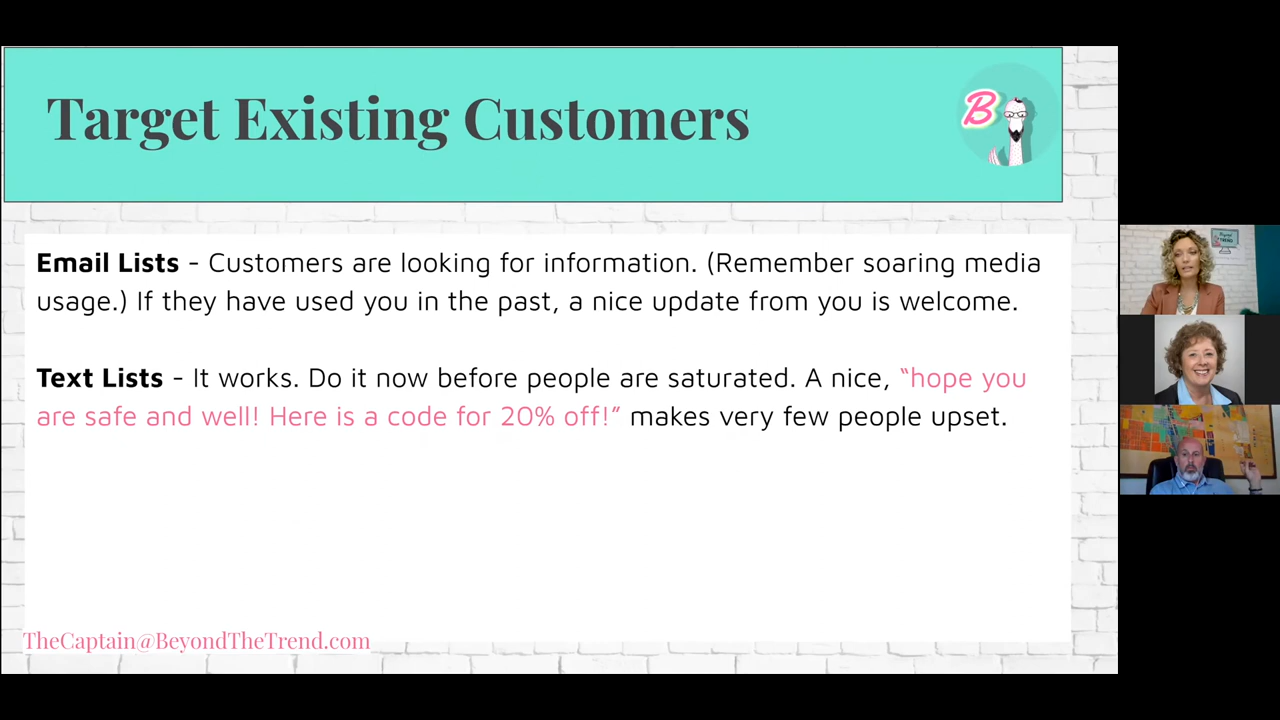 Target Existing Customers
B
Email Lists - Customers are looking for information. (Remember soaring media
usage.) If they have used you in the past, a nice update from you is welcome.
Text Lists - It works. Do it now before people are saturated. A nice, “hope you
are safe and well! Here is a code for 20% off!” makes very few people upset.
TheCaptain@BeyondTheTrend.com